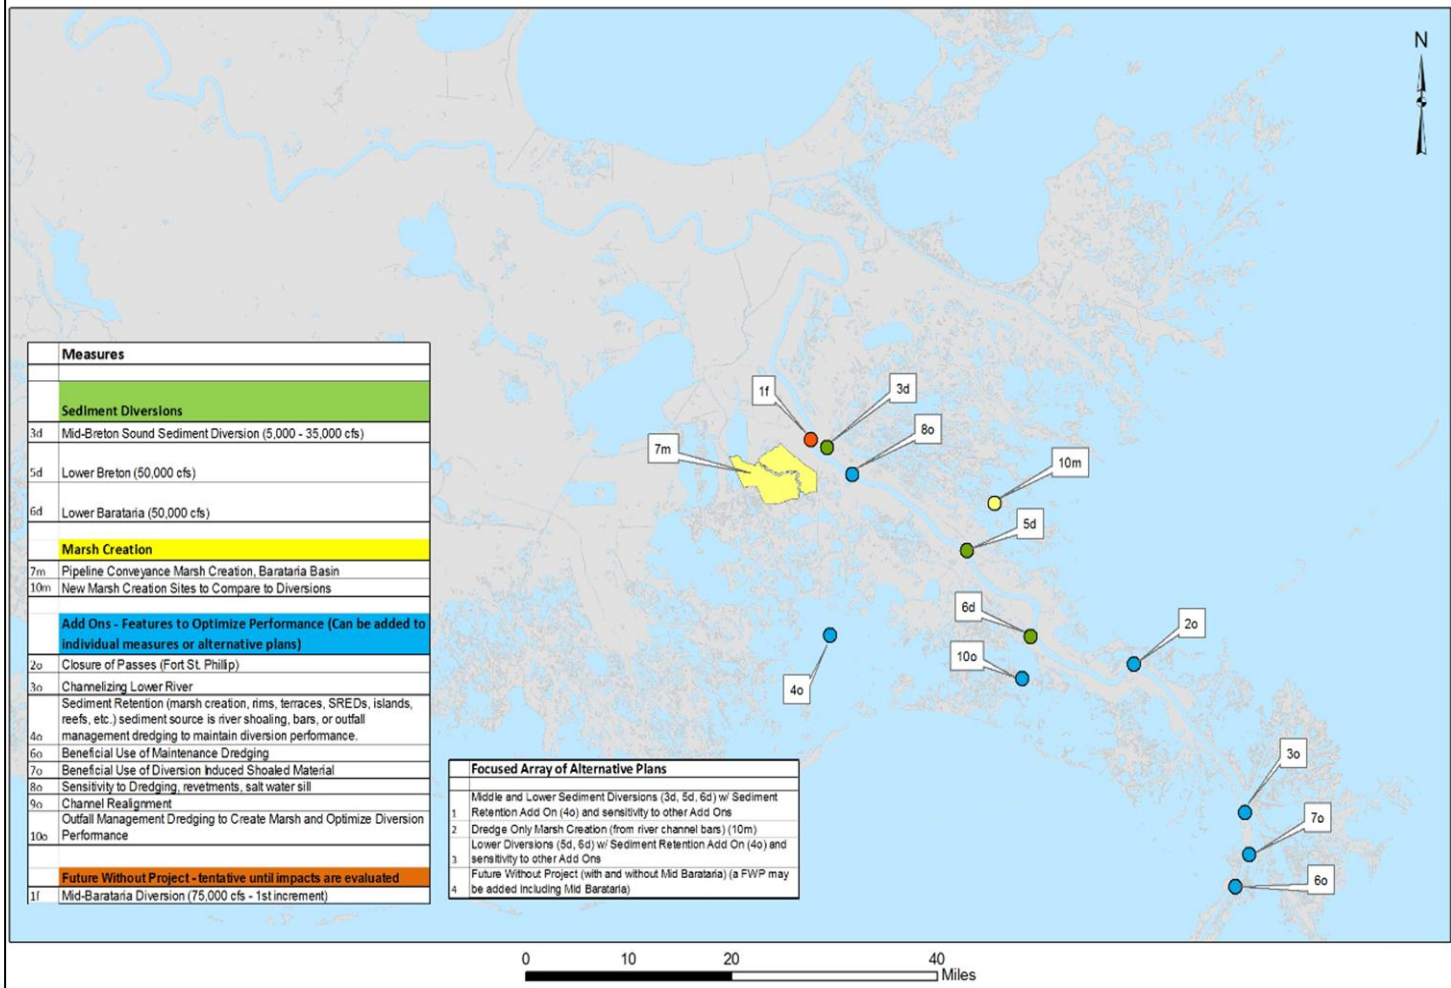 N
1f
3d
8o
7m
10m
5d
6d
2o
10o
4o
3o
7o
6o
Measures
Sediment Diversions
3d Mid-Breton Sound Sediment Diversion (5,000 - 35,000 cfs)
5d Lower Breton (50,000 cfs)
6d Lower Barataria (50,000 cfs)
Marsh Creation
7m Pipeline Conveyance Marsh Creation, Barataria Basin
10m New Marsh Creation Sites to Compare to Diversions
Add Ons - Features to Optimize Performance (Can be added to
individual measures or alternative plans)
2o Closure of Passes (Fort St. Phillip)
3o Channelizing Lower River
Sediment Retention (marsh creation, rims, terraces, SREDs, islands,
reefs, etc.) sediment source is river shoaling, bars, or outfall
4o management dredging to maintain diversion performance.
6o Beneficial Use of Maintenance Dredging
7o Beneficial Use of Diversion Induced Shoaled Material
8o Sensitivity to Dredging, revetments, salt water sill
9o Channel Realignment
Outfall Management Dredging to Create Marsh and Optimize Diversion
10o Performance
Future Without Project - tentative until impacts are evaluated
1f Mid-Barataria Diversion (75,000 cfs - 1st increment)
Focused Array of Alternative Plans
Middle and Lower Sediment Diversions (3d, 5d, 6d) w/ Sediment
1 Retention Add On (4o) and sensitivity to other Add Ons
2 Dredge Only Marsh Creation (from river channel bars) (10m)
Lower Diversions (5d, 6d) w/ Sediment Retention Add On (4o) and
3 sensitivity to other Add Ons
Future Without Project (with and without Mid Barataria) (a FWP may
4 be added including Mid Barataria)
0 10 20 40
Miles